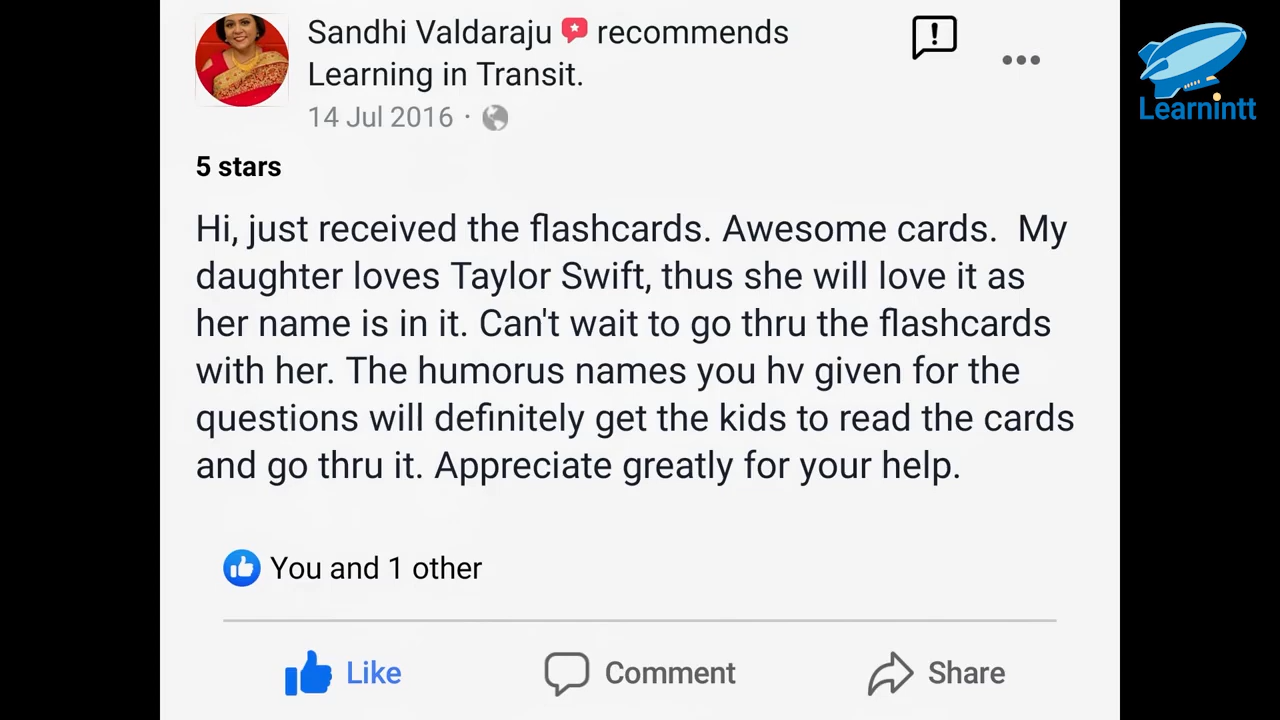 Sandhi Valdaraju recommends
Learning in Transit.
14 Jul 2016 ·
5 stars
Hi, just received the flashcards. Awesome cards.  My
daughter loves Taylor Swift, thus she will love it as
her name is in it. Can't wait to go thru the flashcards
with her. The humorus names you hv given for the
questions will definitely get the kids to read the cards
and go thru it. Appreciate greatly for your help.
You and 1 other
Like Comment Share
Learnintt